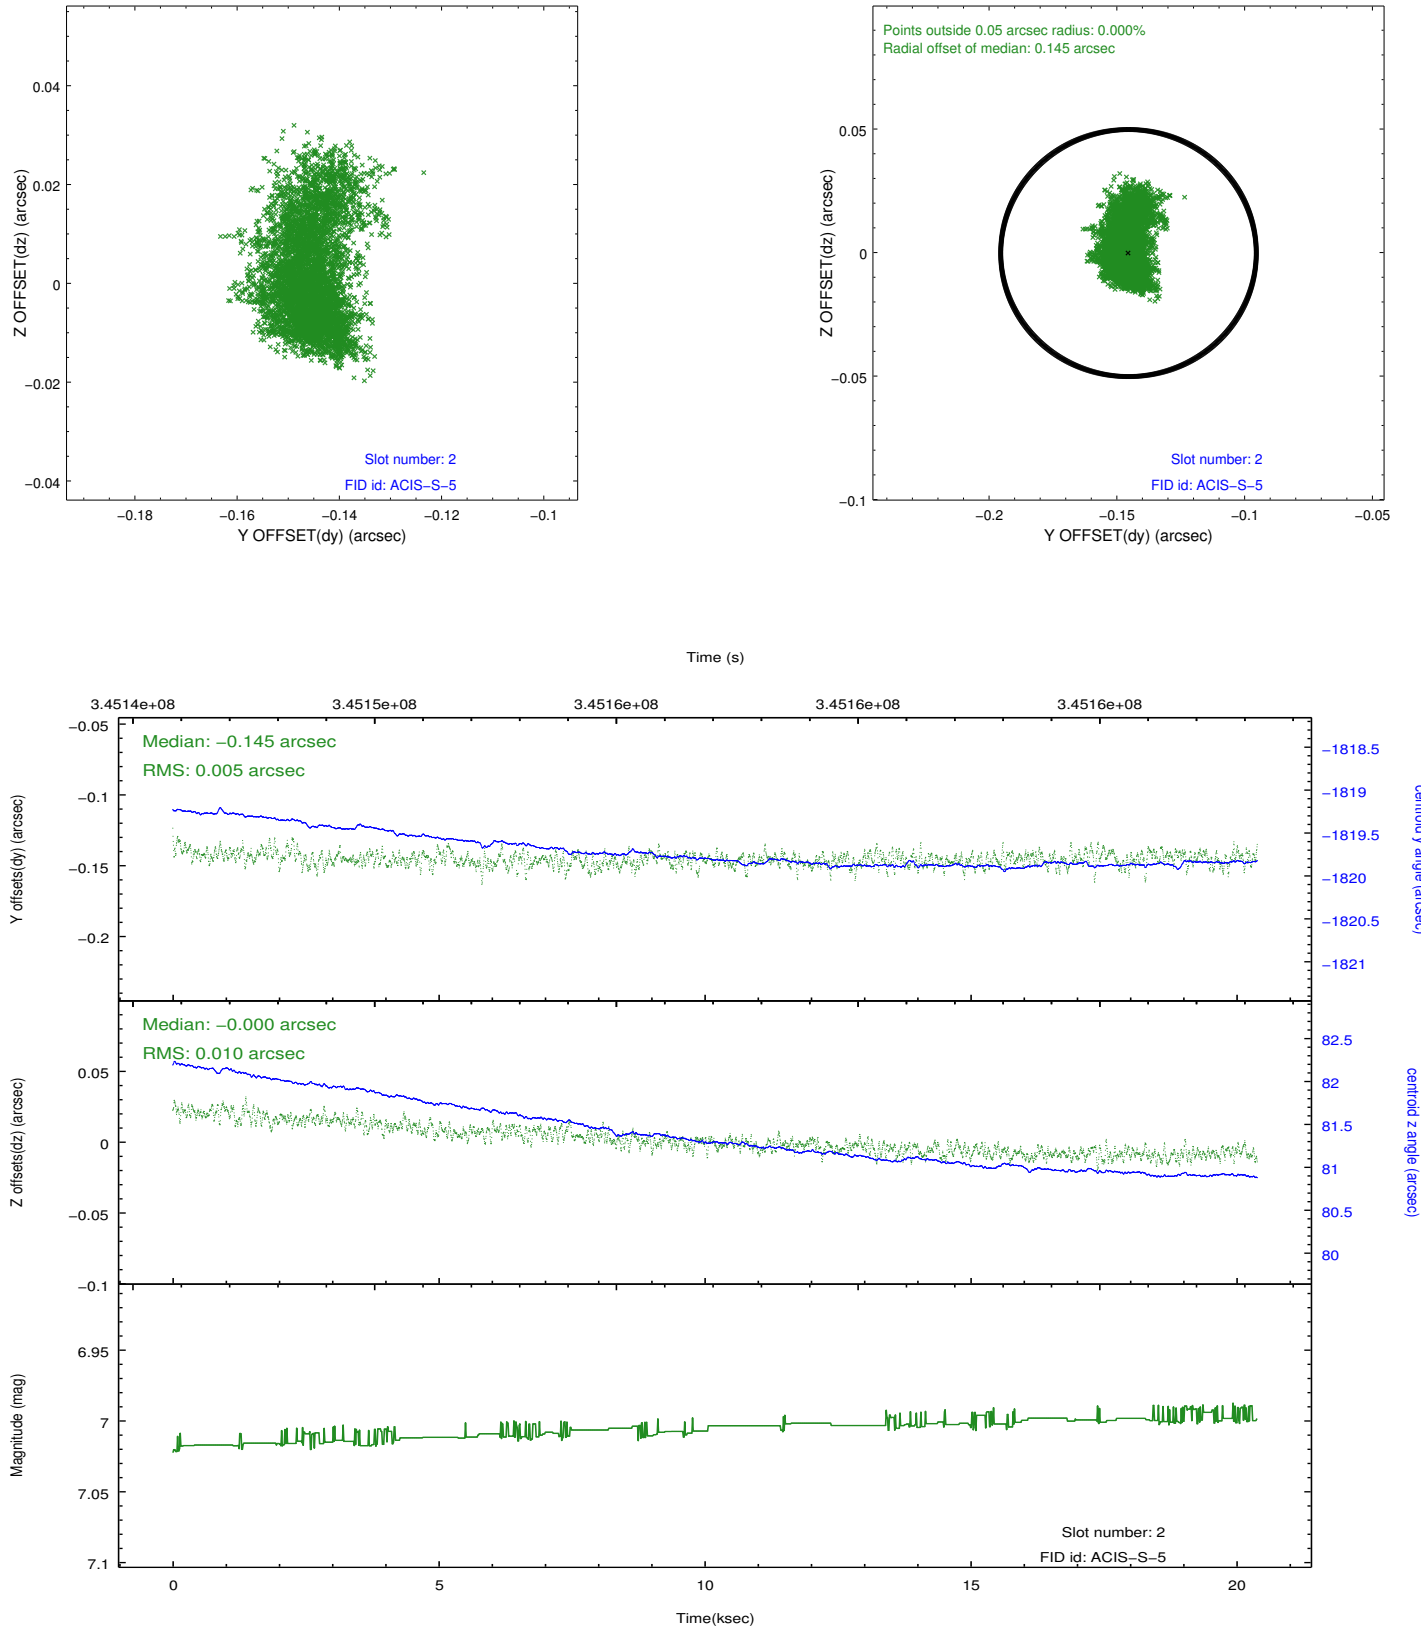 0.04
0.02
0
−0.02
−0.04
Z OFFSET(dz) (arcsec)
Slot number: 2
FID id: ACIS−S−5
−0.18
−0.16
−0.14
−0.12
−0.1
Y OFFSET(dy) (arcsec)
Points outside 0.05 arcsec radius: 0.000%
Radial offset of median: 0.145 arcsec
0.05
0
−0.05
−0.1
Z OFFSET(dz) (arcsec)
Slot number: 2
FID id: ACIS−S−5
−0.2
−0.15
−0.1
−0.05
Y OFFSET(dy) (arcsec)
Time (s)
3.4514e+08
3.4515e+08
3.4516e+08
3.4516e+08
3.4516e+08
Median: −0.145 arcsec
RMS: 0.005 arcsec
−0.05
−0.1
−0.15
−0.2
Y offsets(dy) (arcsec)
−1818.5
−1819
−1819.5
−1820
−1820.5
−1821
centroid y angle (arcsec)
Median: −0.000 arcsec
RMS: 0.010 arcsec
0.05
0
−0.05
−0.1
Z offsets(dz) (arcsec)
82.5
82
81.5
81
80.5
80
centroid z angle (arcsec)
6.95
7
7.05
7.1
Magnitude (mag)
Slot number: 2
FID id: ACIS−S−5
0
5
10
15
20
Time(ksec)